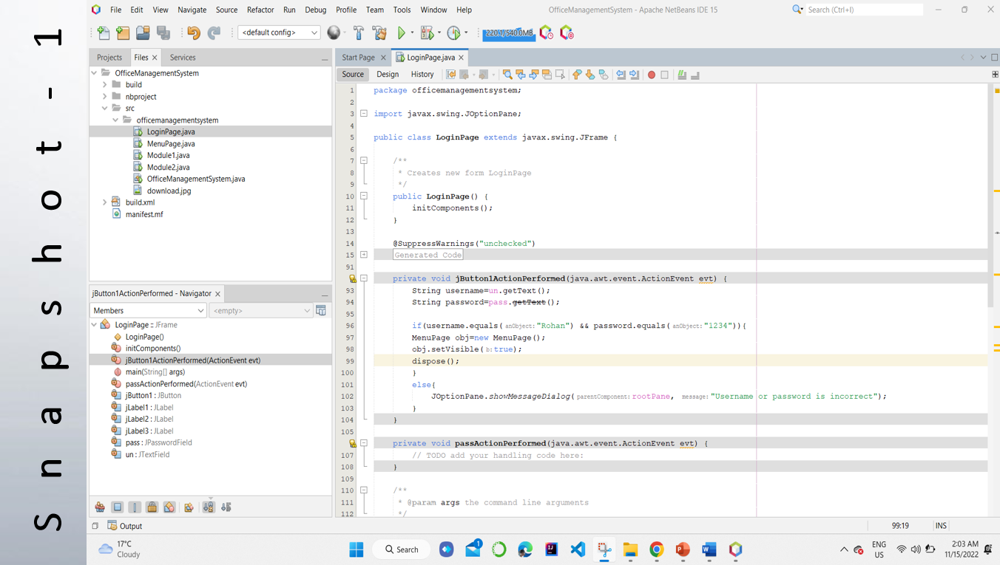 Snapshot-1
File Edit View Navigate Source Refactor Run Debug Profile Team Tools Window Help
OfficeManagementSystem - Apache NetBeans IDE 15
Search (Ctrl+I)
<default config>
220.1/540.0MB
Projects Files Services
OfficeManagementSystem
build
nbproject
src
officemanagementsystem
LoginPage.java
MenuPage.java
Module1.java
Module2.java
OfficeManagementSystem.java
download.jpg
build.xml
manifest.mf
jButton1ActionPerformed - Navigator
Members <empty>
LoginPage :: JFrame
LoginPage()
initComponents()
jButton1ActionPerformed(ActionEvent evt)
main(String[] args)
passActionPerformed(ActionEvent evt)
jButton1 : JButton
jLabel1 : JLabel
jLabel2 : JLabel
jLabel3 : JLabel
pass : JPasswordField
un : JTextField
Start Page LoginPage.java
Source Design History
1 package officemanagementsystem;
2
3 import javax.swing.JOptionPane;
4
5 public class LoginPage extends javax.swing.JFrame {
6
7 /**
8 * Creates new form LoginPage
9 */
10 public LoginPage() {
11 initComponents();
12 }
13
14 @SuppressWarnings("unchecked")
15 Generated Code
91
private void jButton1ActionPerformed(java.awt.event.ActionEvent evt) {
93 String username=un.getText();
94 String password=pass.getText();
95
96 if(username.equals( anObject: "Rohan") && password.equals( anObject: "1234")){
97 MenuPage obj=new MenuPage();
98 obj.setVisible( b: true);
99 dispose();
100 }
101 else{
102 JOptionPane.showMessageDialog( parentComponent: rootPane, message: "Username or password is incorrect");
103 }
104 }
105
private void passActionPerformed(java.awt.event.ActionEvent evt) {
107 // TODO add your handling code here:
108 }
109
110 /**
111 * @param args the command line arguments
112 */
Output
99:19 INS
17°C
Cloudy
Search
1
ENG
US
2:03 AM
11/15/2022